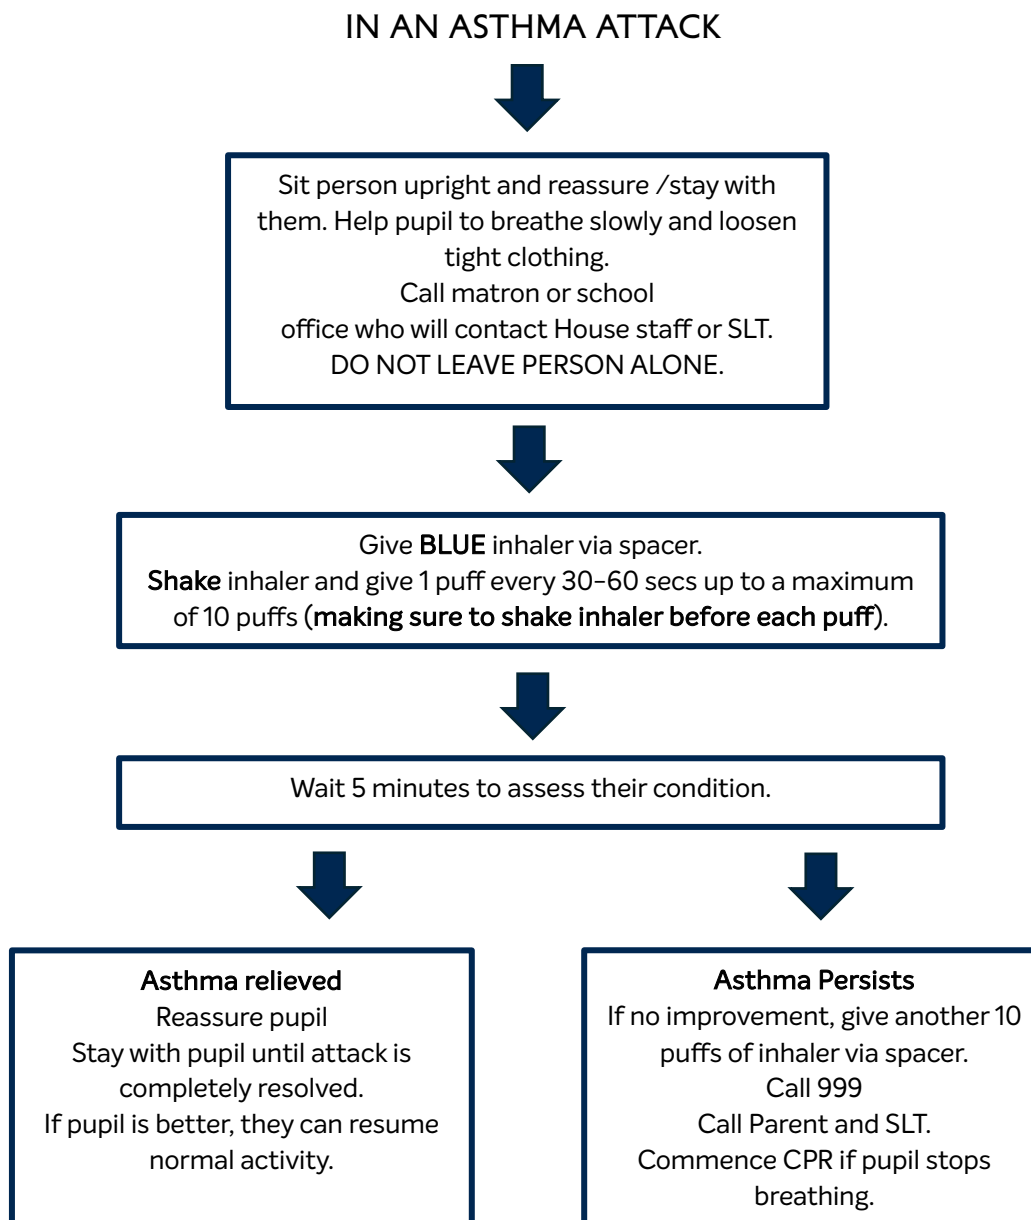 IN AN ASTHMA ATTACK
Sit person upright and reassure /stay with
them. Help pupil to breathe slowly and loosen
tight clothing.
Call matron or school
office who will contact House staff or SLT.
DO NOT LEAVE PERSON ALONE.
Give BLUE inhaler via spacer.
Shake inhaler and give 1 puff every 30-60 secs up to a maximum
of 10 puffs (making sure to shake inhaler before each puff).
Wait 5 minutes to assess their condition.
Asthma relieved
Reassure pupil
Stay with pupil until attack is
completely resolved.
If pupil is better, they can resume
normal activity.
Asthma Persists
If no improvement, give another 10
puffs of inhaler via spacer.
Call 999
Call Parent and SLT.
Commence CPR if pupil stops
breathing.